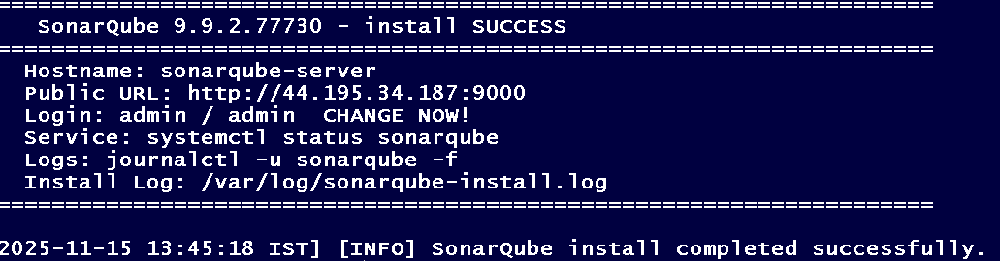 ====================================================================
SonarQube 9.9.2.77730 - install SUCCESS
====================================================================
Hostname: sonarqube-server
Public URL: http://44.195.34.187:9000
Login: admin / admin  CHANGE NOW!
Service: systemctl status sonarqube
Logs: journalctl -u sonarqube -f
Install Log: /var/log/sonarqube-install.log
====================================================================
2025-11-15 13:45:18 IST] [INFO] SonarQube install completed successfully.